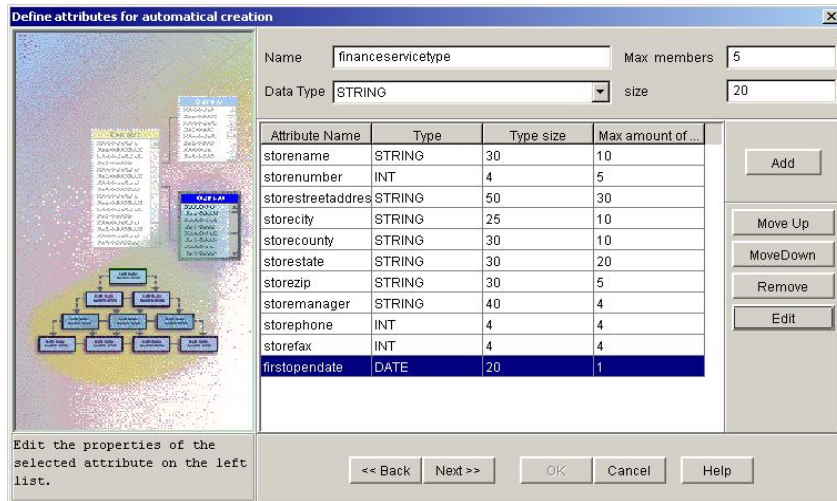 Define attributes for automatical creation
Name financeservicetype Max members 5
Data Type STRING size 20
Attribute Name Type Type size Max amount of ...
storename STRING 30 10
storenumber INT 4 5
storestreetaddres STRING 50 30
storecity STRING 25 10
storecounty STRING 30 10
storestate STRING 30 20
storezip STRING 30 5
storemanager STRING 40 4
storephone INT 4 4
storefax INT 4 4
firstopendate DATE 20 1
Add
Move Up
MoveDown
Remove
Edit
Edit the properties of the
selected attribute on the left
list.
<< Back Next >> OK Cancel Help